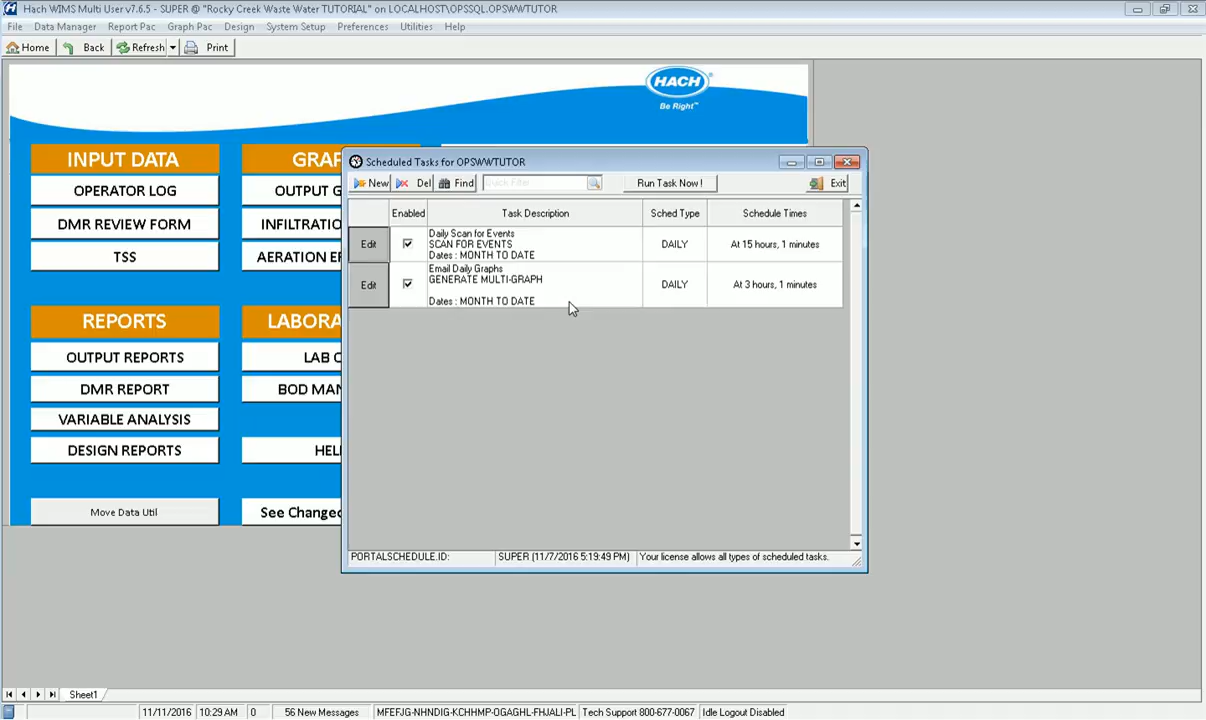 Hach WIMS Multi User v7.6.5 - SUPER @ "Rocky Creek Waste Water TUTORIAL" on LOCALHOST\OPSSQL.OPSWWTUTOR
File Data Manager Report Pac Graph Pac Design System Setup Preferences Utilities Help
Home Back Refresh Print
HACH
Be Right™
INPUT DATA
OPERATOR LOG
DMR REVIEW FORM
TSS
GRAP
OUTPUT G
INFILTRATIO
AERATION EF
REPORTS
OUTPUT REPORTS
DMR REPORT
VARIABLE ANALYSIS
DESIGN REPORTS
Move Data Util
LABORA
LAB C
BOD MAN
HEL
See Changed
Scheduled Tasks for OPSWWTUTOR
New Del Find Quick Filter Run Task Now! Exit
Enabled Task Description Sched Type Schedule Times
Edit
Daily Scan for Events
SCAN FOR EVENTS
Dates : MONTH TO DATE
DAILY
At 15 hours, 1 minutes
Edit
Email Daily Graphs
GENERATE MULTI-GRAPH
Dates : MONTH TO DATE
DAILY
At 3 hours, 1 minutes
PORTALSCHEDULE.ID: SUPER (11/7/2016 5:19:49 PM) Your license allows all types of scheduled tasks.
Sheet1
11/11/2016 10:29 AM 0 56 New Messages MFEFJG-NHNDIG-KCHHMP-OGAGHL-FHJALI-PL Tech Support 800-677-0067 Idle Logout Disabled